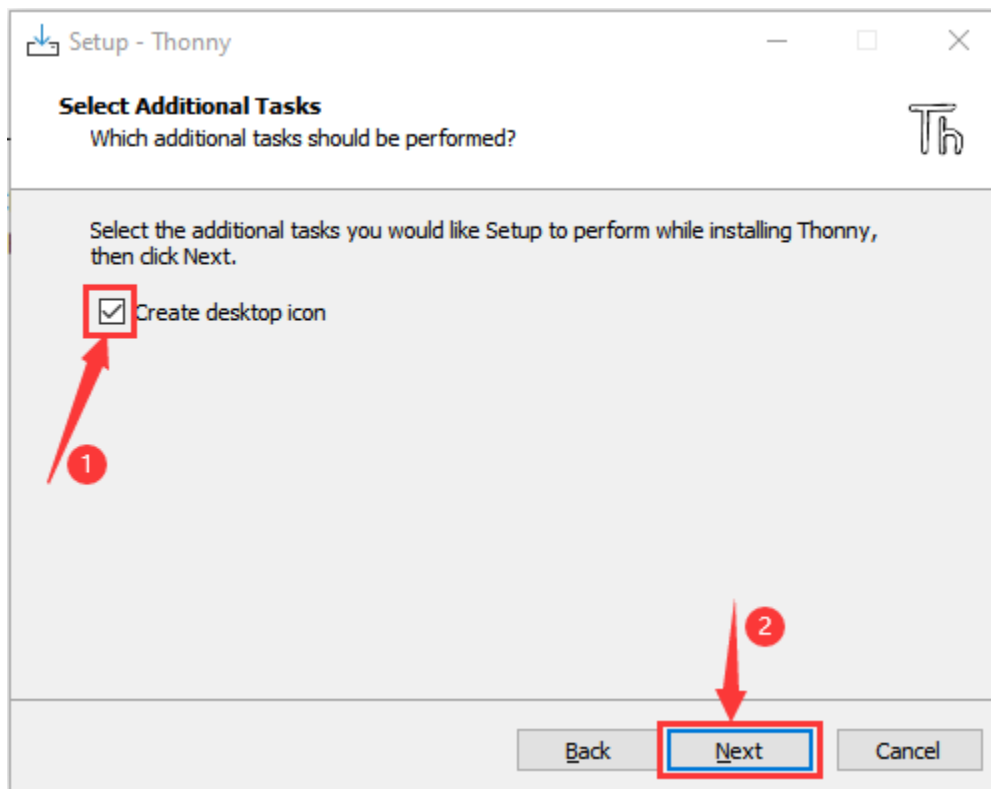 Setup - Thonny
Select Additional Tasks
Which additional tasks should be performed?
Th
Select the additional tasks you would like Setup to perform while installing Thonny,
then click Next.
Create desktop icon
1
2
Back
Next
Cancel